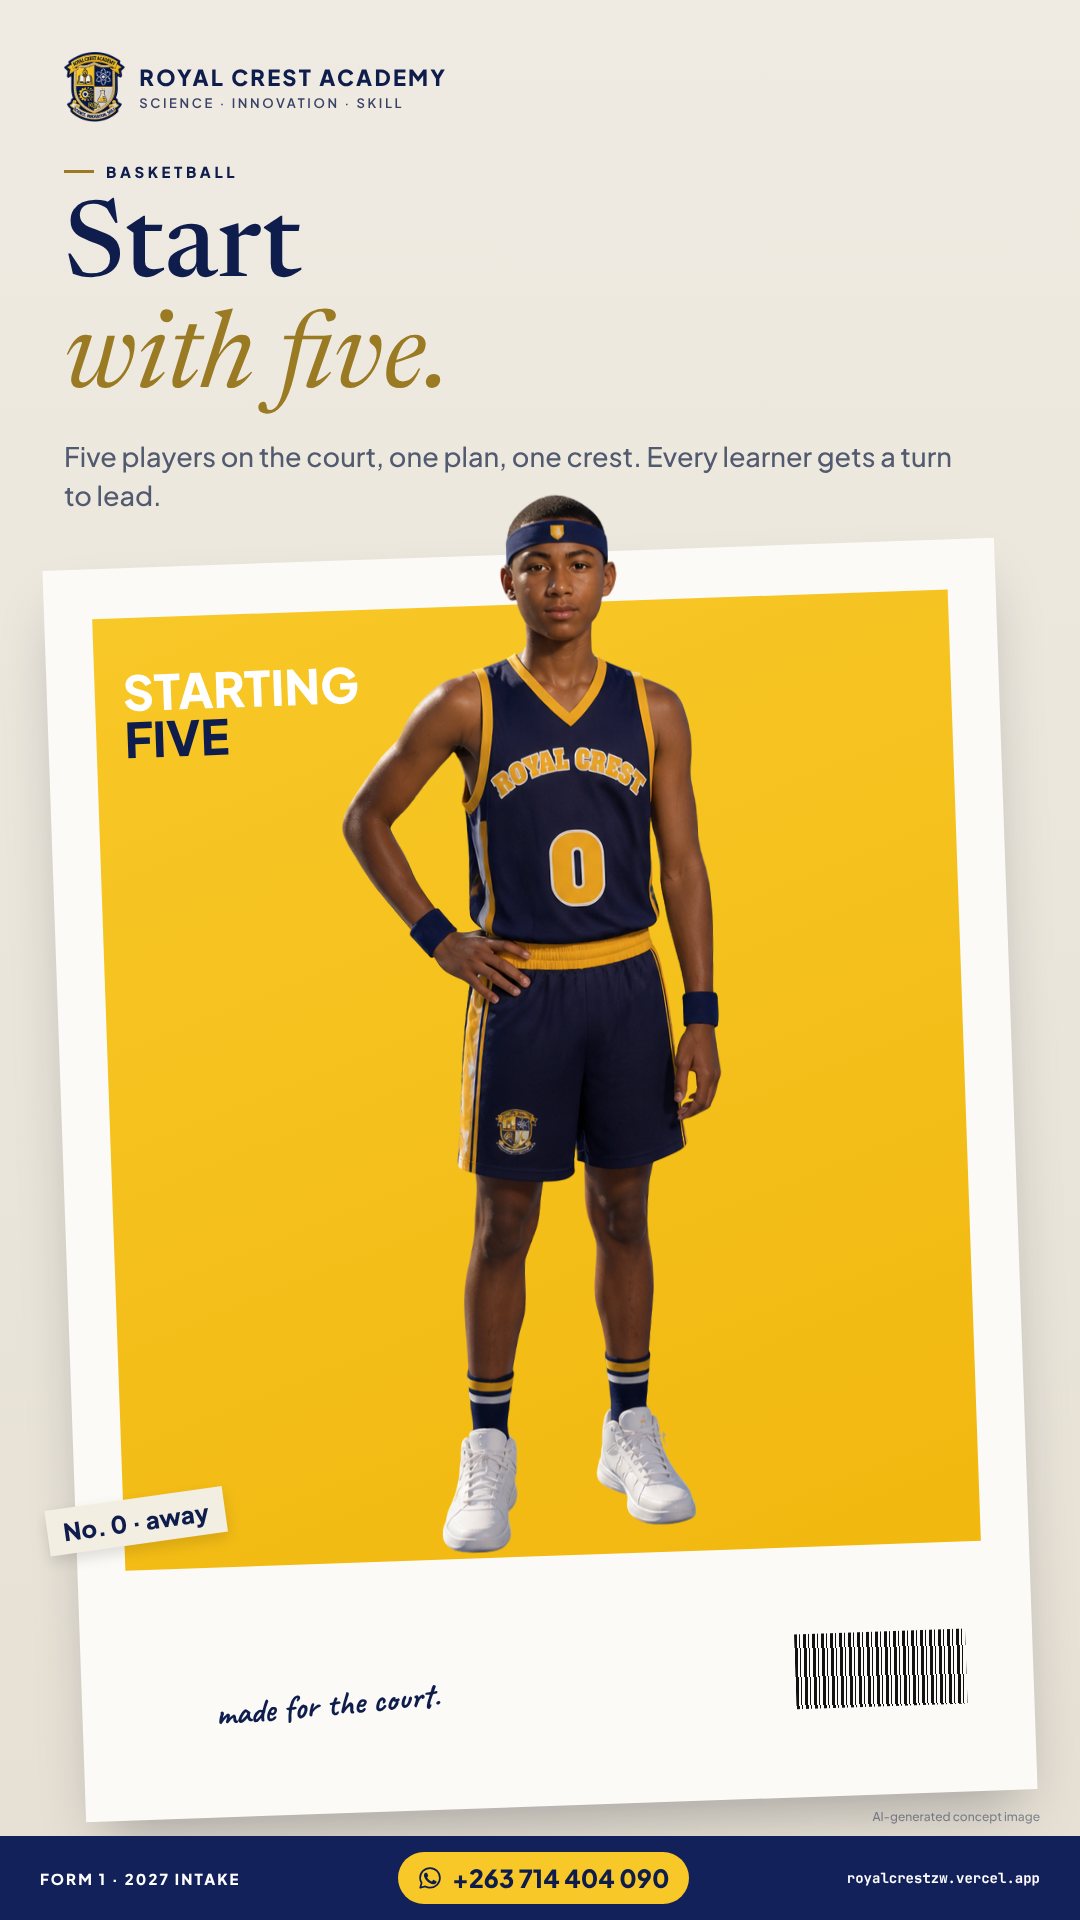 ROYAL CREST ACADEMY
SCIENCE · INNOVATION · SKILL
BASKETBALL
Start
with five.
Five players on the court, one plan, one crest. Every learner gets a turn
to lead.
STARTING
FIVE
ROYAL CREST
0
No. 0 · away
made for the court.
AI-generated concept image
FORM 1 · 2027 INTAKE
+263 714 404 090
royalcrestzw.vercel.app